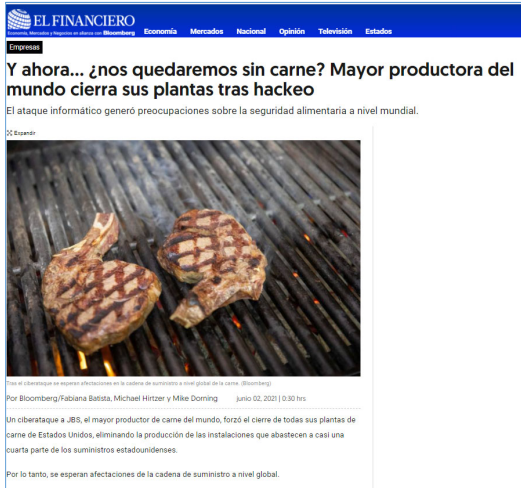 EL FINANCIERO
Economía, Mercados y Negocios en alianza con Bloomberg
Economía Mercados Nacional Opinión Televisión Estados
Empresas
Y ahora... ¿nos quedaremos sin carne? Mayor productora del
mundo cierra sus plantas tras hackeo
El ataque informático generó preocupaciones sobre la seguridad alimentaria a nivel mundial.
Expandir
Tras el ciberataque se esperan afectaciones en la cadena de suministro a nivel global de la carne. (Bloomberg)
Por Bloomberg/Fabiana Batista, Michael Hirtzer y Mike Dorning junio 02, 2021 | 0:30 hrs
Un ciberataque a JBS, el mayor productor de carne del mundo, forzó el cierre de todas sus plantas de
carne de Estados Unidos, eliminando la producción de las instalaciones que abastecen a casi una
cuarta parte de los suministros estadounidenses.
Por lo tanto, se esperan afectaciones de la cadena de suministro a nivel global.